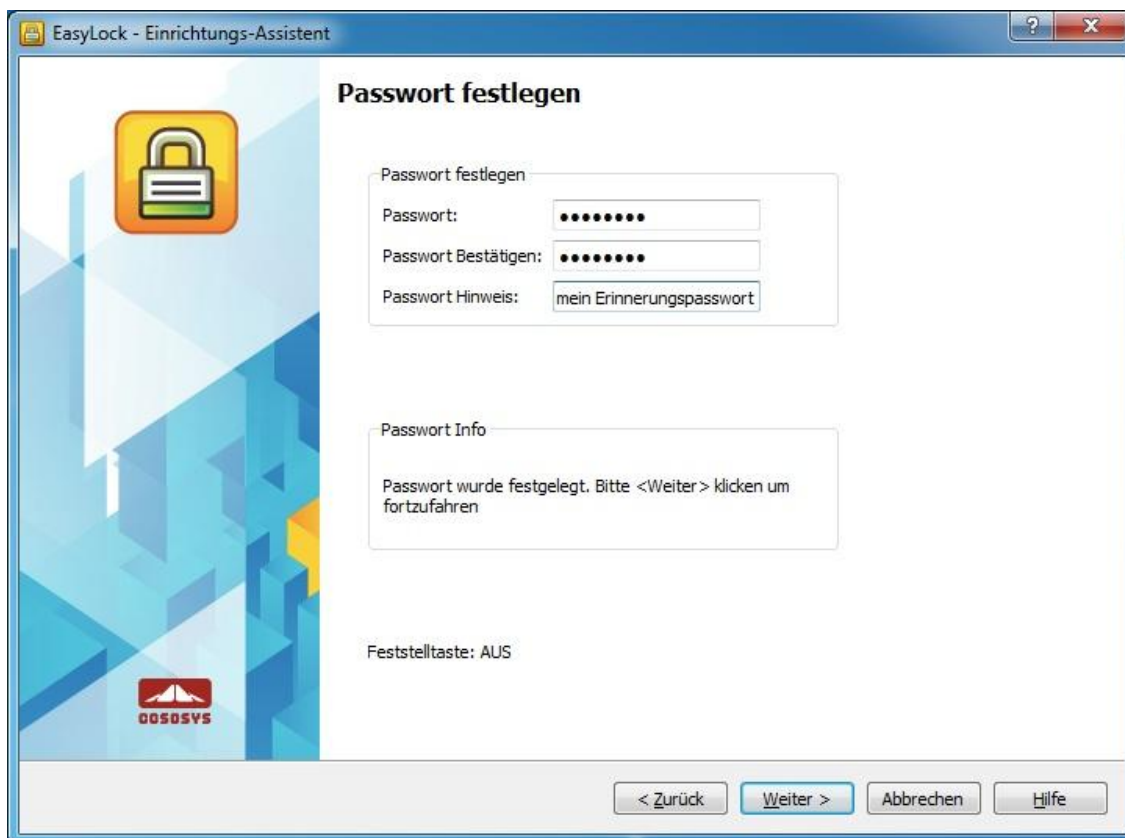 EasyLock - Einrichtungs-Assistent
Passwort festlegen
Passwort festlegen
Passwort: ●●●●●●●●
Passwort Bestätigen: ●●●●●●●●
Passwort Hinweis: mein Erinnerungspasswort
Passwort Info
Passwort wurde festgelegt. Bitte <Weiter> klicken um
fortzufahren
Feststelltaste: AUS
COSOSYS
< Zurück Weiter > Abbrechen Hilfe